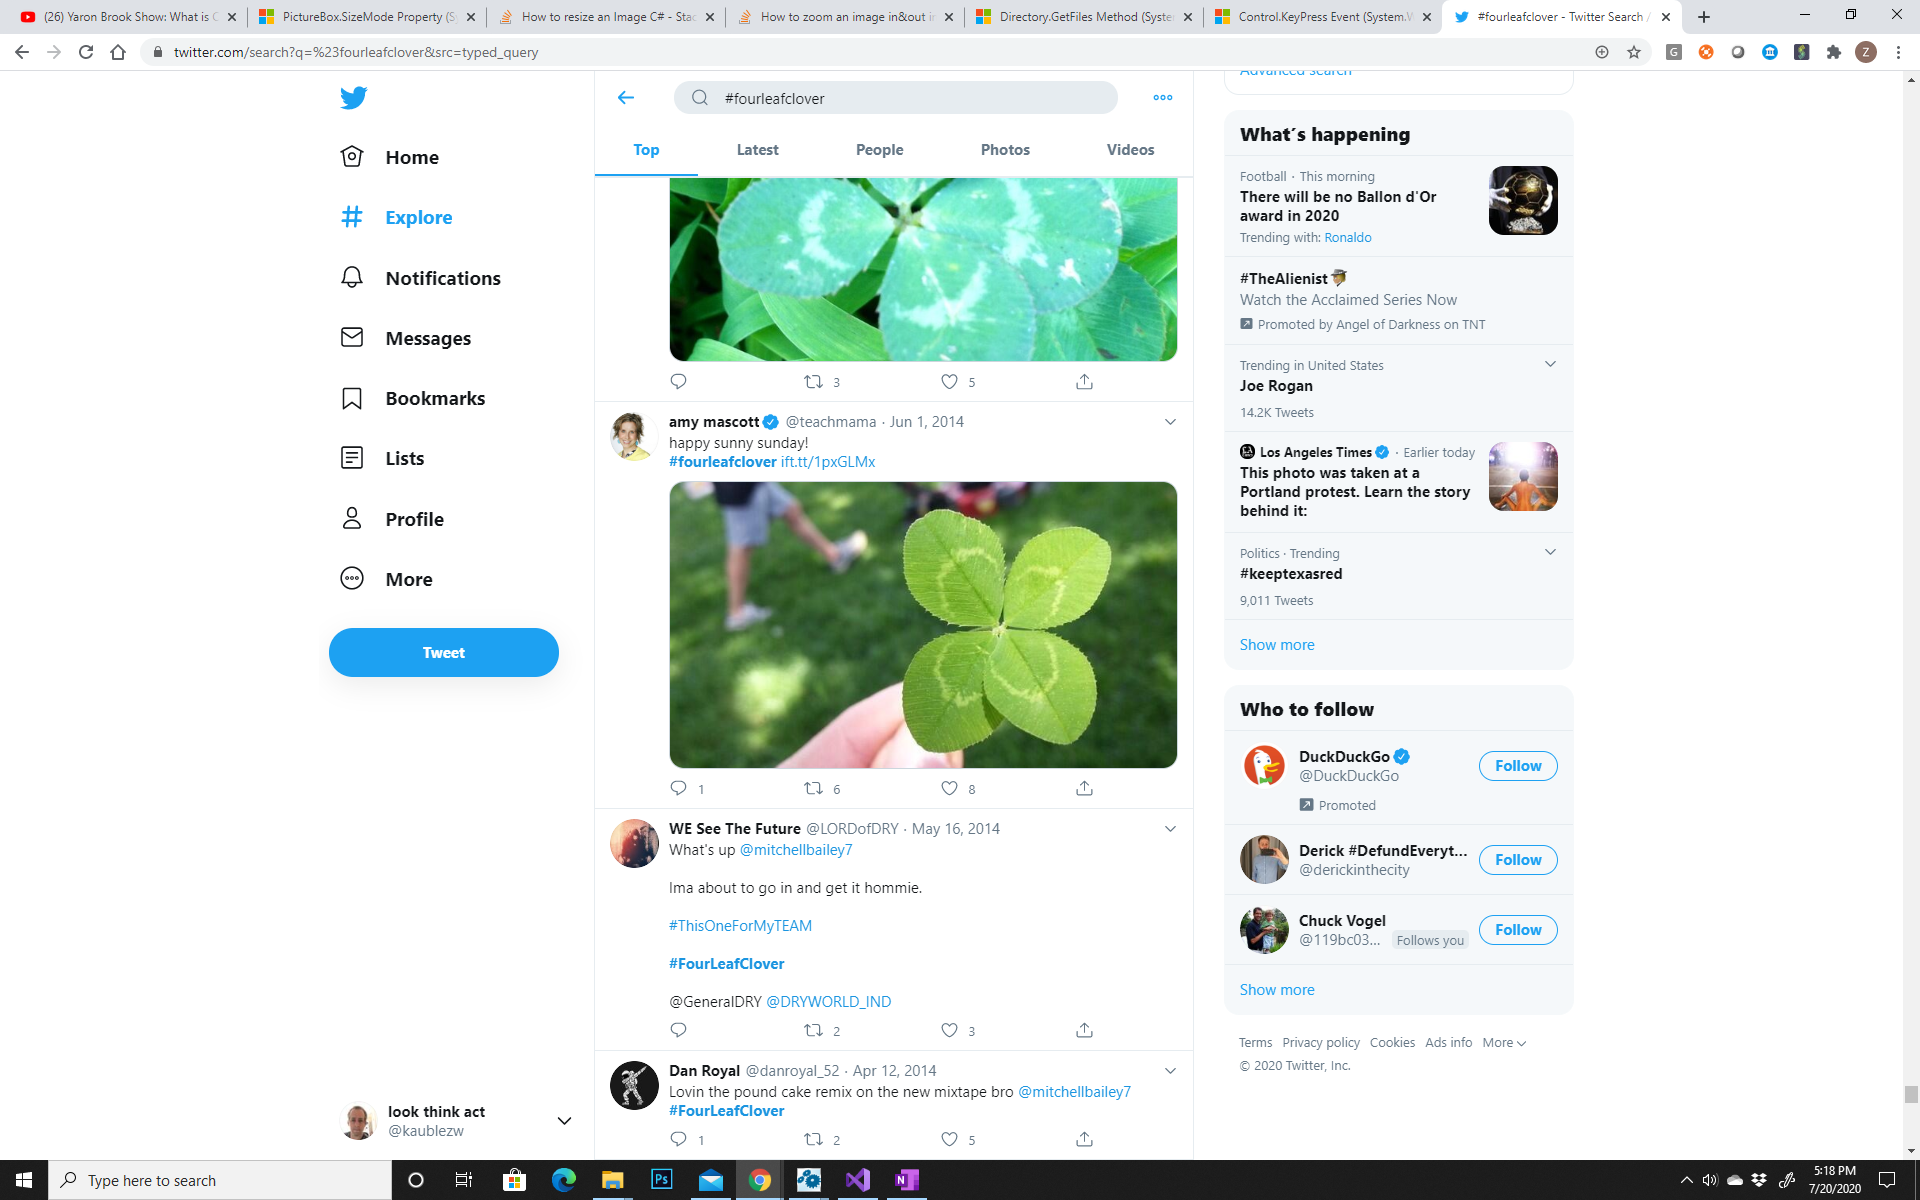 (26) Yaron Brook Show: What is C
PictureBox.SizeMode Property (S
How to resize an Image C# - Stac
How to zoom an image in&out i
Directory.GetFiles Method (Syste
Control.KeyPress Event (System.W
#fourleafclover - Twitter Search /
twitter.com/search?q=%23fourleafclover&src=typed_query
Z
#fourleafclover
Top
Latest
People
Photos
Videos
Home
Explore
Notifications
Messages
Bookmarks
Lists
Profile
More
Tweet
look think act
@kaublezw
3
5
amy mascott @teachmama · Jun 1, 2014
happy sunny sunday!
#fourleafclover ift.tt/1pxGLMx
1
6
8
WE See The Future @LORDofDRY · May 16, 2014
What's up @mitchellbailey7
Ima about to go in and get it hommie.
#ThisOneForMyTEAM
#FourLeafClover
@GeneralDRY @DRYWORLD_IND
2
3
Dan Royal @danroyal_52 · Apr 12, 2014
Lovin the pound cake remix on the new mixtape bro @mitchellbailey7
#FourLeafClover
1
2
5
Advanced search
What's happening
Football · This morning
There will be no Ballon d'Or
award in 2020
Trending with: Ronaldo
#TheAlienist
Watch the Acclaimed Series Now
Promoted by Angel of Darkness on TNT
Trending in United States
Joe Rogan
14.2K Tweets
Los Angeles Times · Earlier today
This photo was taken at a
Portland protest. Learn the story
behind it:
Politics · Trending
#keeptexasred
9,011 Tweets
Show more
Who to follow
DuckDuckGo
@DuckDuckGo
Follow
Promoted
Derick #DefundEveryt...
@derickinthecity
Follow
Chuck Vogel
@119bc03... Follows you
Follow
Show more
Terms Privacy policy Cookies Ads info More
© 2020 Twitter, Inc.
Type here to search
Ps
N
5:18 PM
7/20/2020